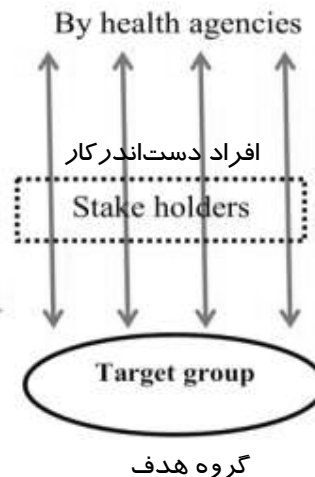 By health agencies
افراد دست‌اندرکار
Stake holders
Target group
گروه هدف